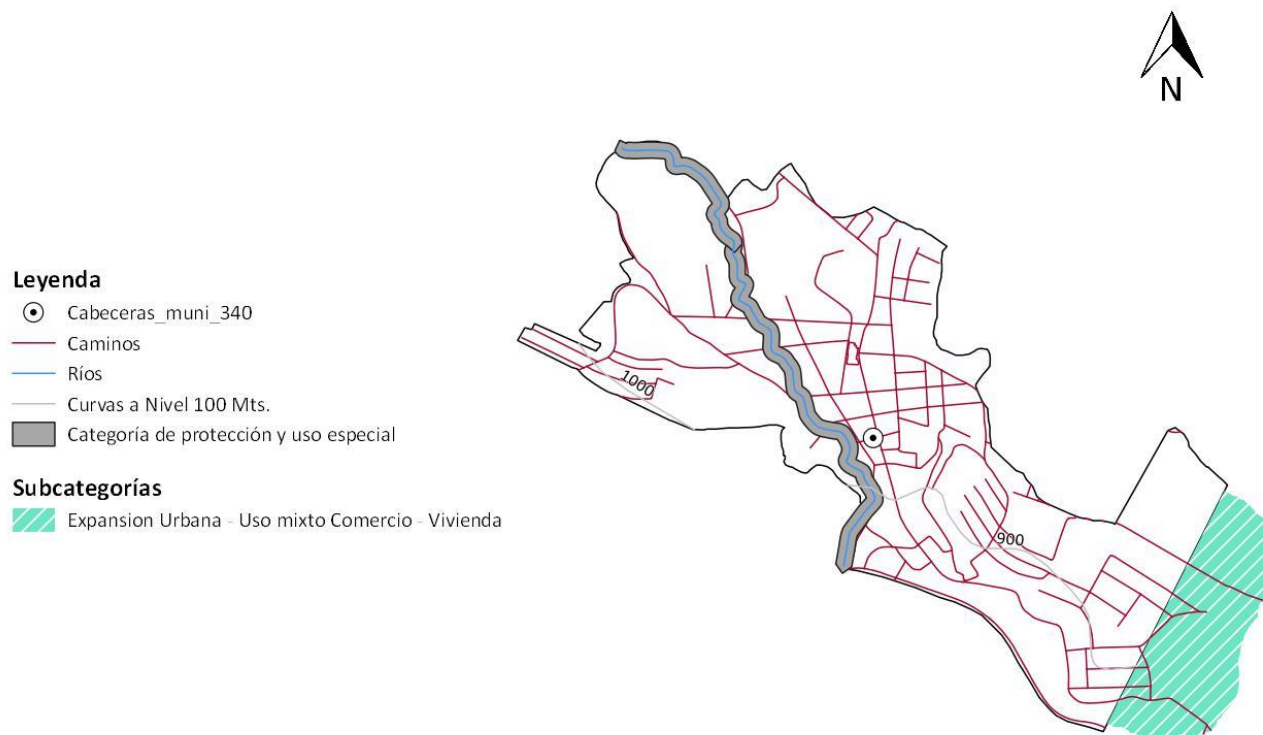 N
Leyenda
Cabeceras_muni_340
Caminos
Ríos
Curvas a Nivel 100 Mts.
Categoría de protección y uso especial
Subcategorías
Expansion Urbana - Uso mixto Comercio - Vivienda
1000
900